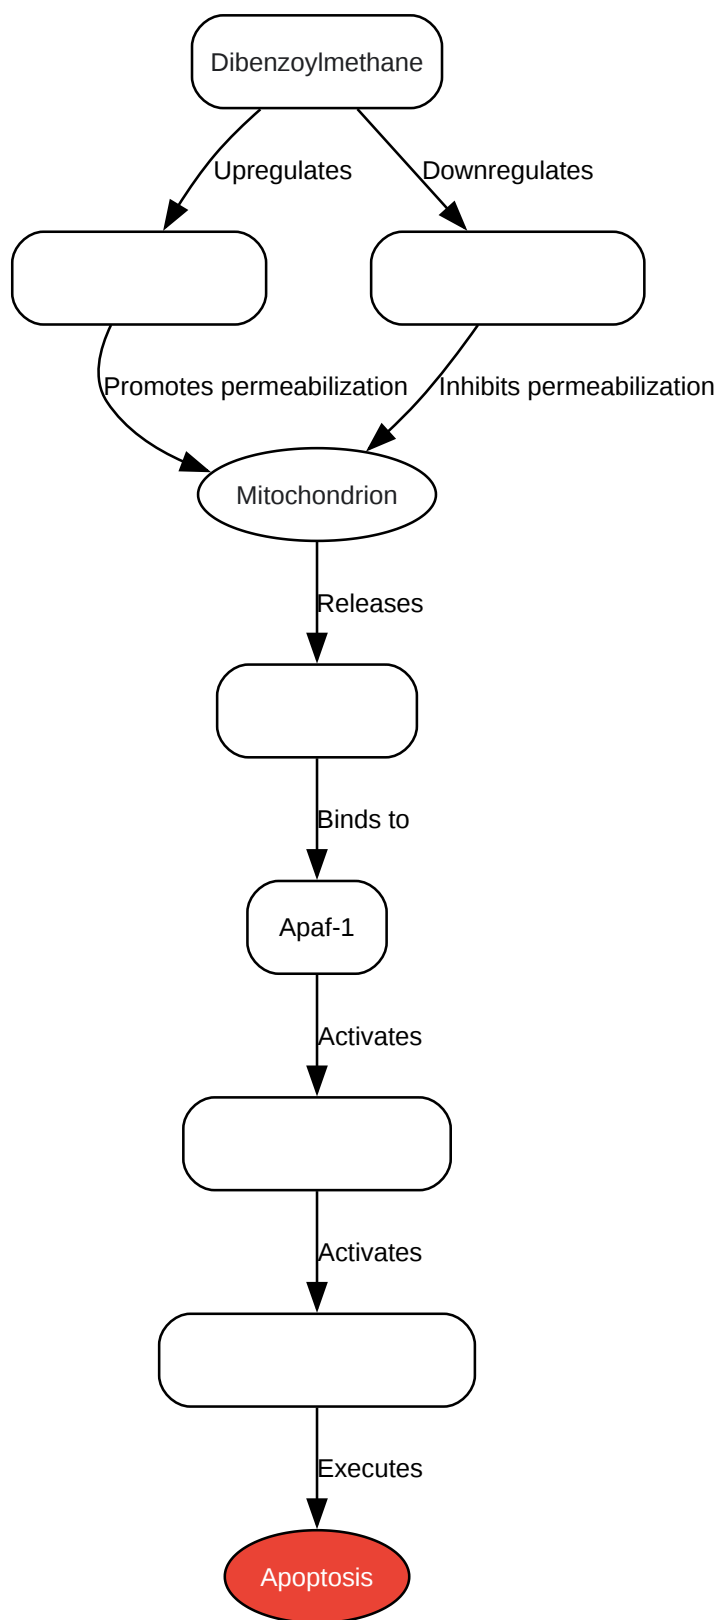 Dibenzoylmethane
Upregulates
Downregulates
Promotes permeabilization
Inhibits permeabilization
Mitochondrion
Releases
Binds to
Apaf-1
Activates
Activates
Executes
Apoptosis